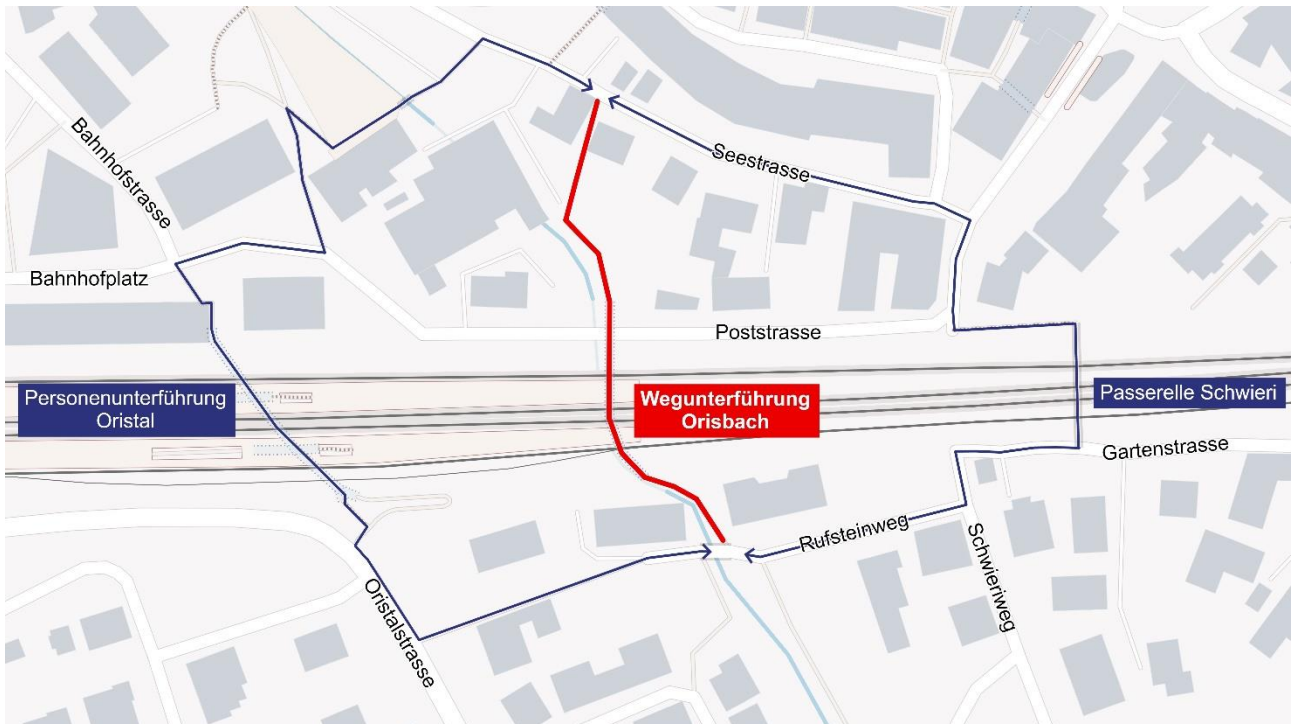 Bahnhofstrasse
Seestrasse
Bahnhofplatz
Poststrasse
Personenunterführung
Oristal
Wegunterführung
Orisbach
Passerelle Schwieri
Gartenstrasse
Rufsteinweg
Schwieriweg
Oristalstrasse